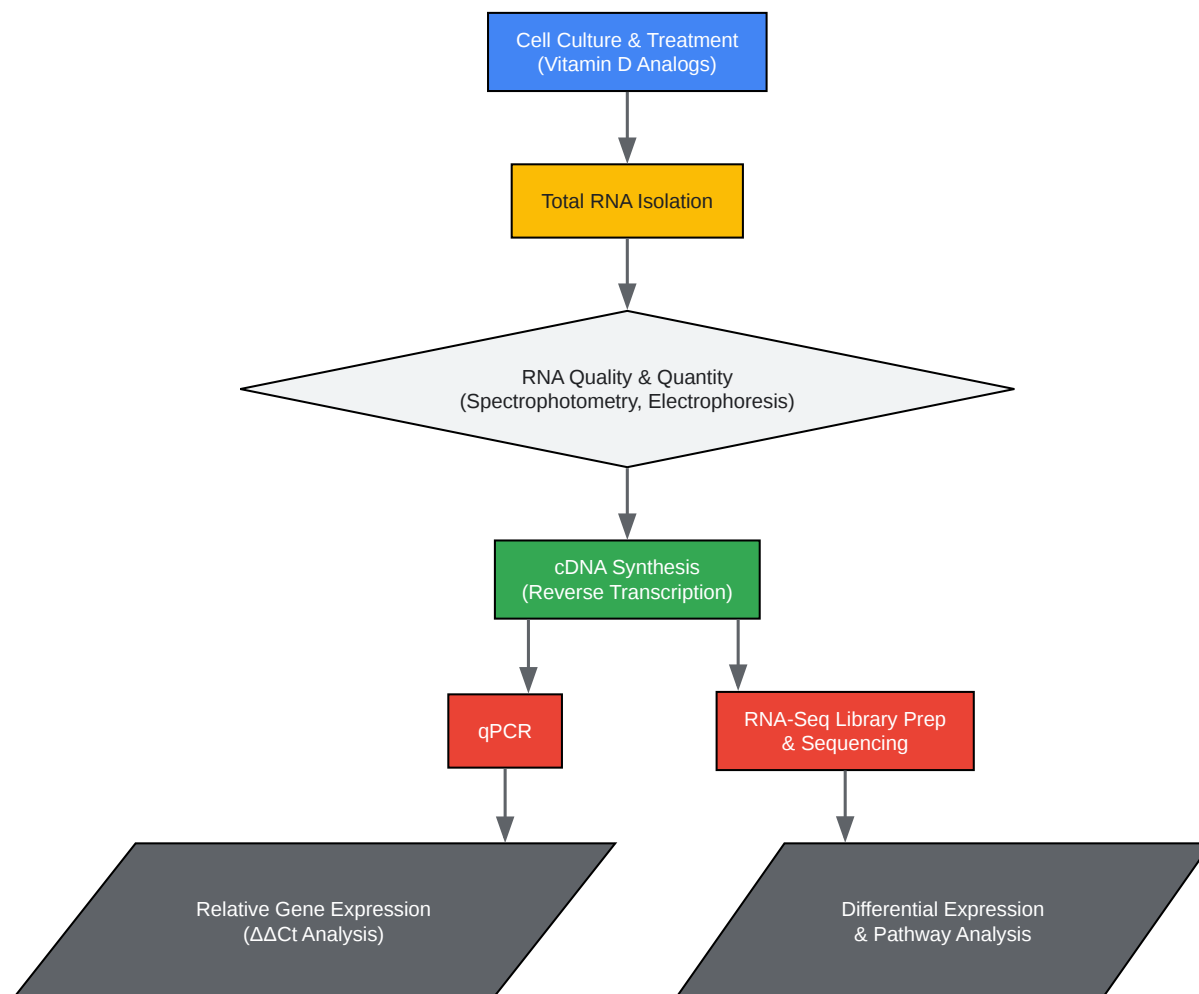 Cell Culture & Treatment
(Vitamin D Analogs)
Total RNA Isolation
RNA Quality & Quantity
(Spectrophotometry, Electrophoresis)
cDNA Synthesis
(Reverse Transcription)
qPCR
RNA-Seq Library Prep
& Sequencing
Relative Gene Expression
(ΔΔCt Analysis)
Differential Expression
& Pathway Analysis